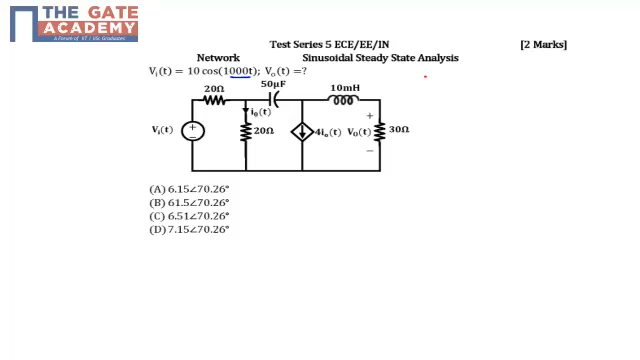 THE GATE
ACADEMY
A Forum of IIT / IISc Graduates
Test Series 5 ECE/EE/IN [2 Marks]
Network Sinusoidal Steady State Analysis
Vᵢ(t) = 10 cos(1000t); Vₒ(t) =?
20Ω 50μF 10mH
iₒ(t)
+
Vᵢ(t) + − 20Ω 4iₒ(t) Vₒ(t) 30Ω
−
(A) 6.15∠70.26°
(B) 61.5∠70.26°
(C) 6.51∠70.26°
(D) 7.15∠70.26°